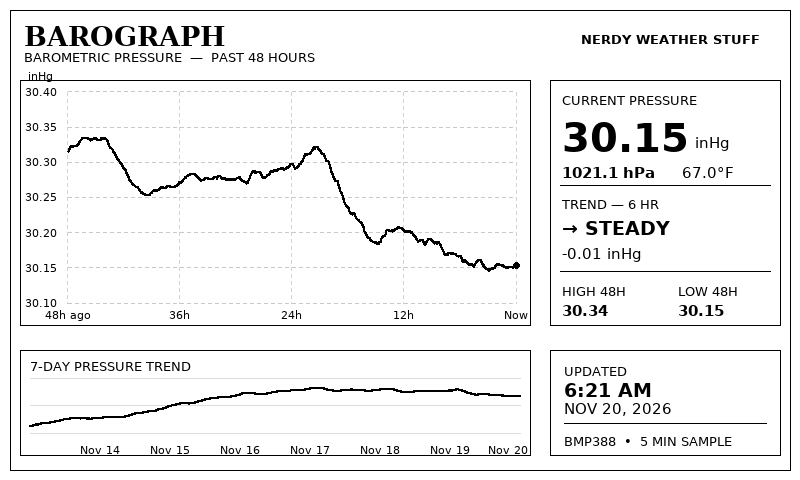 BAROGRAPH
BAROMETRIC PRESSURE — PAST 48 HOURS
NERDY WEATHER STUFF
inHg
30.40
30.35
30.30
30.25
30.20
30.15
30.10
48h ago 36h 24h 12h Now
CURRENT PRESSURE
30.15 inHg
1021.1 hPa 67.0°F
TREND — 6 HR
→ STEADY
-0.01 inHg
HIGH 48H LOW 48H
30.34 30.15
7-DAY PRESSURE TREND
Nov 14 Nov 15 Nov 16 Nov 17 Nov 18 Nov 19 Nov 20
UPDATED
6:21 AM
NOV 20, 2026
BMP388 • 5 MIN SAMPLE